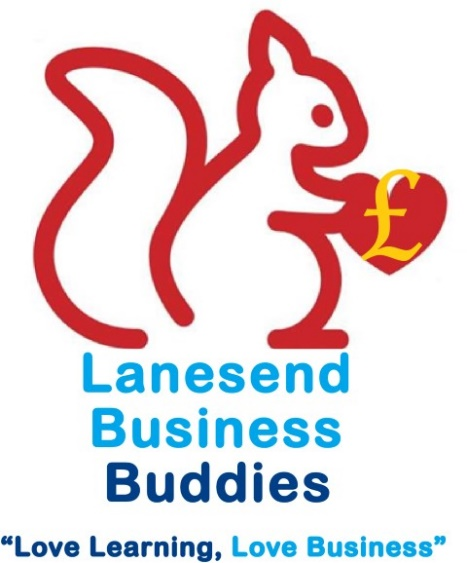 £
Lanesend
Business
Buddies
“Love Learning, Love Business”